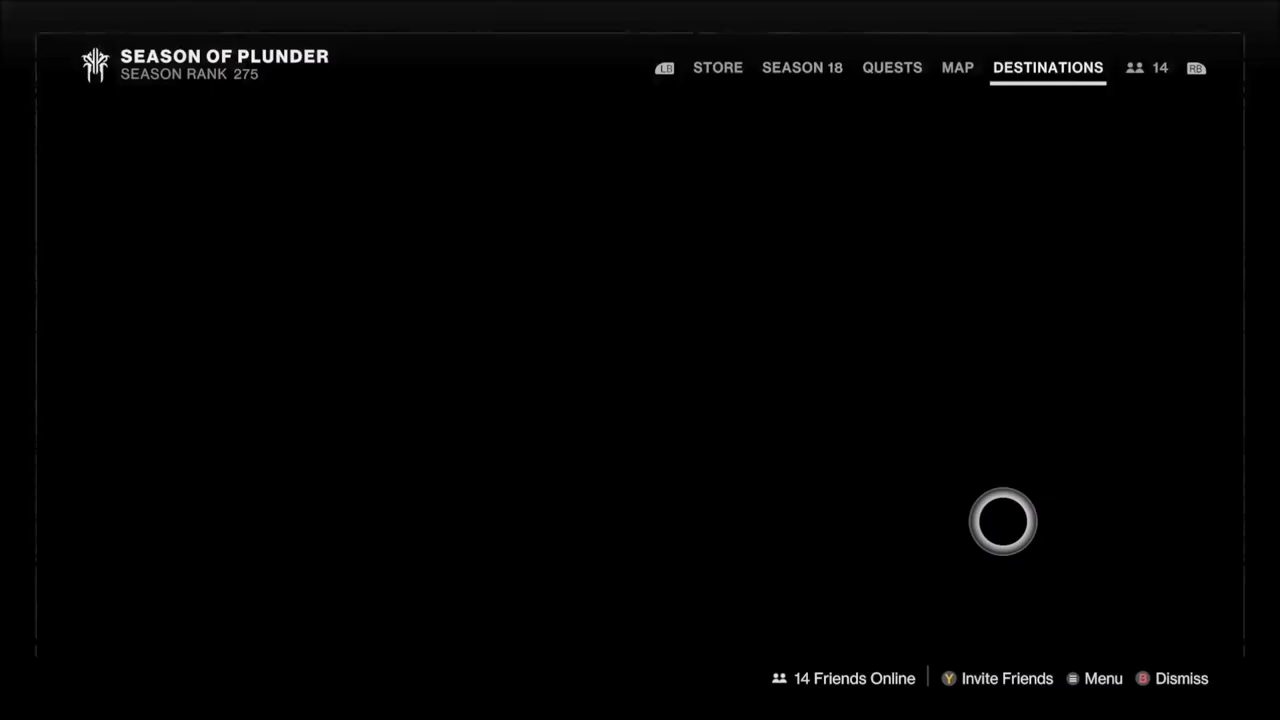 SEASON OF PLUNDER
SEASON RANK 275
LB STORE SEASON 18 QUESTS MAP DESTINATIONS 14 RB
14 Friends Online Y Invite Friends Menu B Dismiss